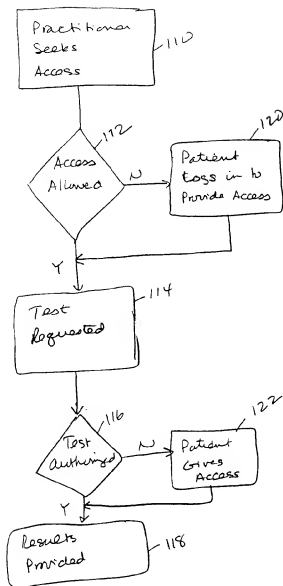 Practitioner
Seeks
Access
110
112
Access
Allowed
N
120
Patient
Logs in to
Provide Access
Y
114
Test
Requested
116
Test
Authorized
N
122
Patient
Gives
Access
Y
Results
Provided
118